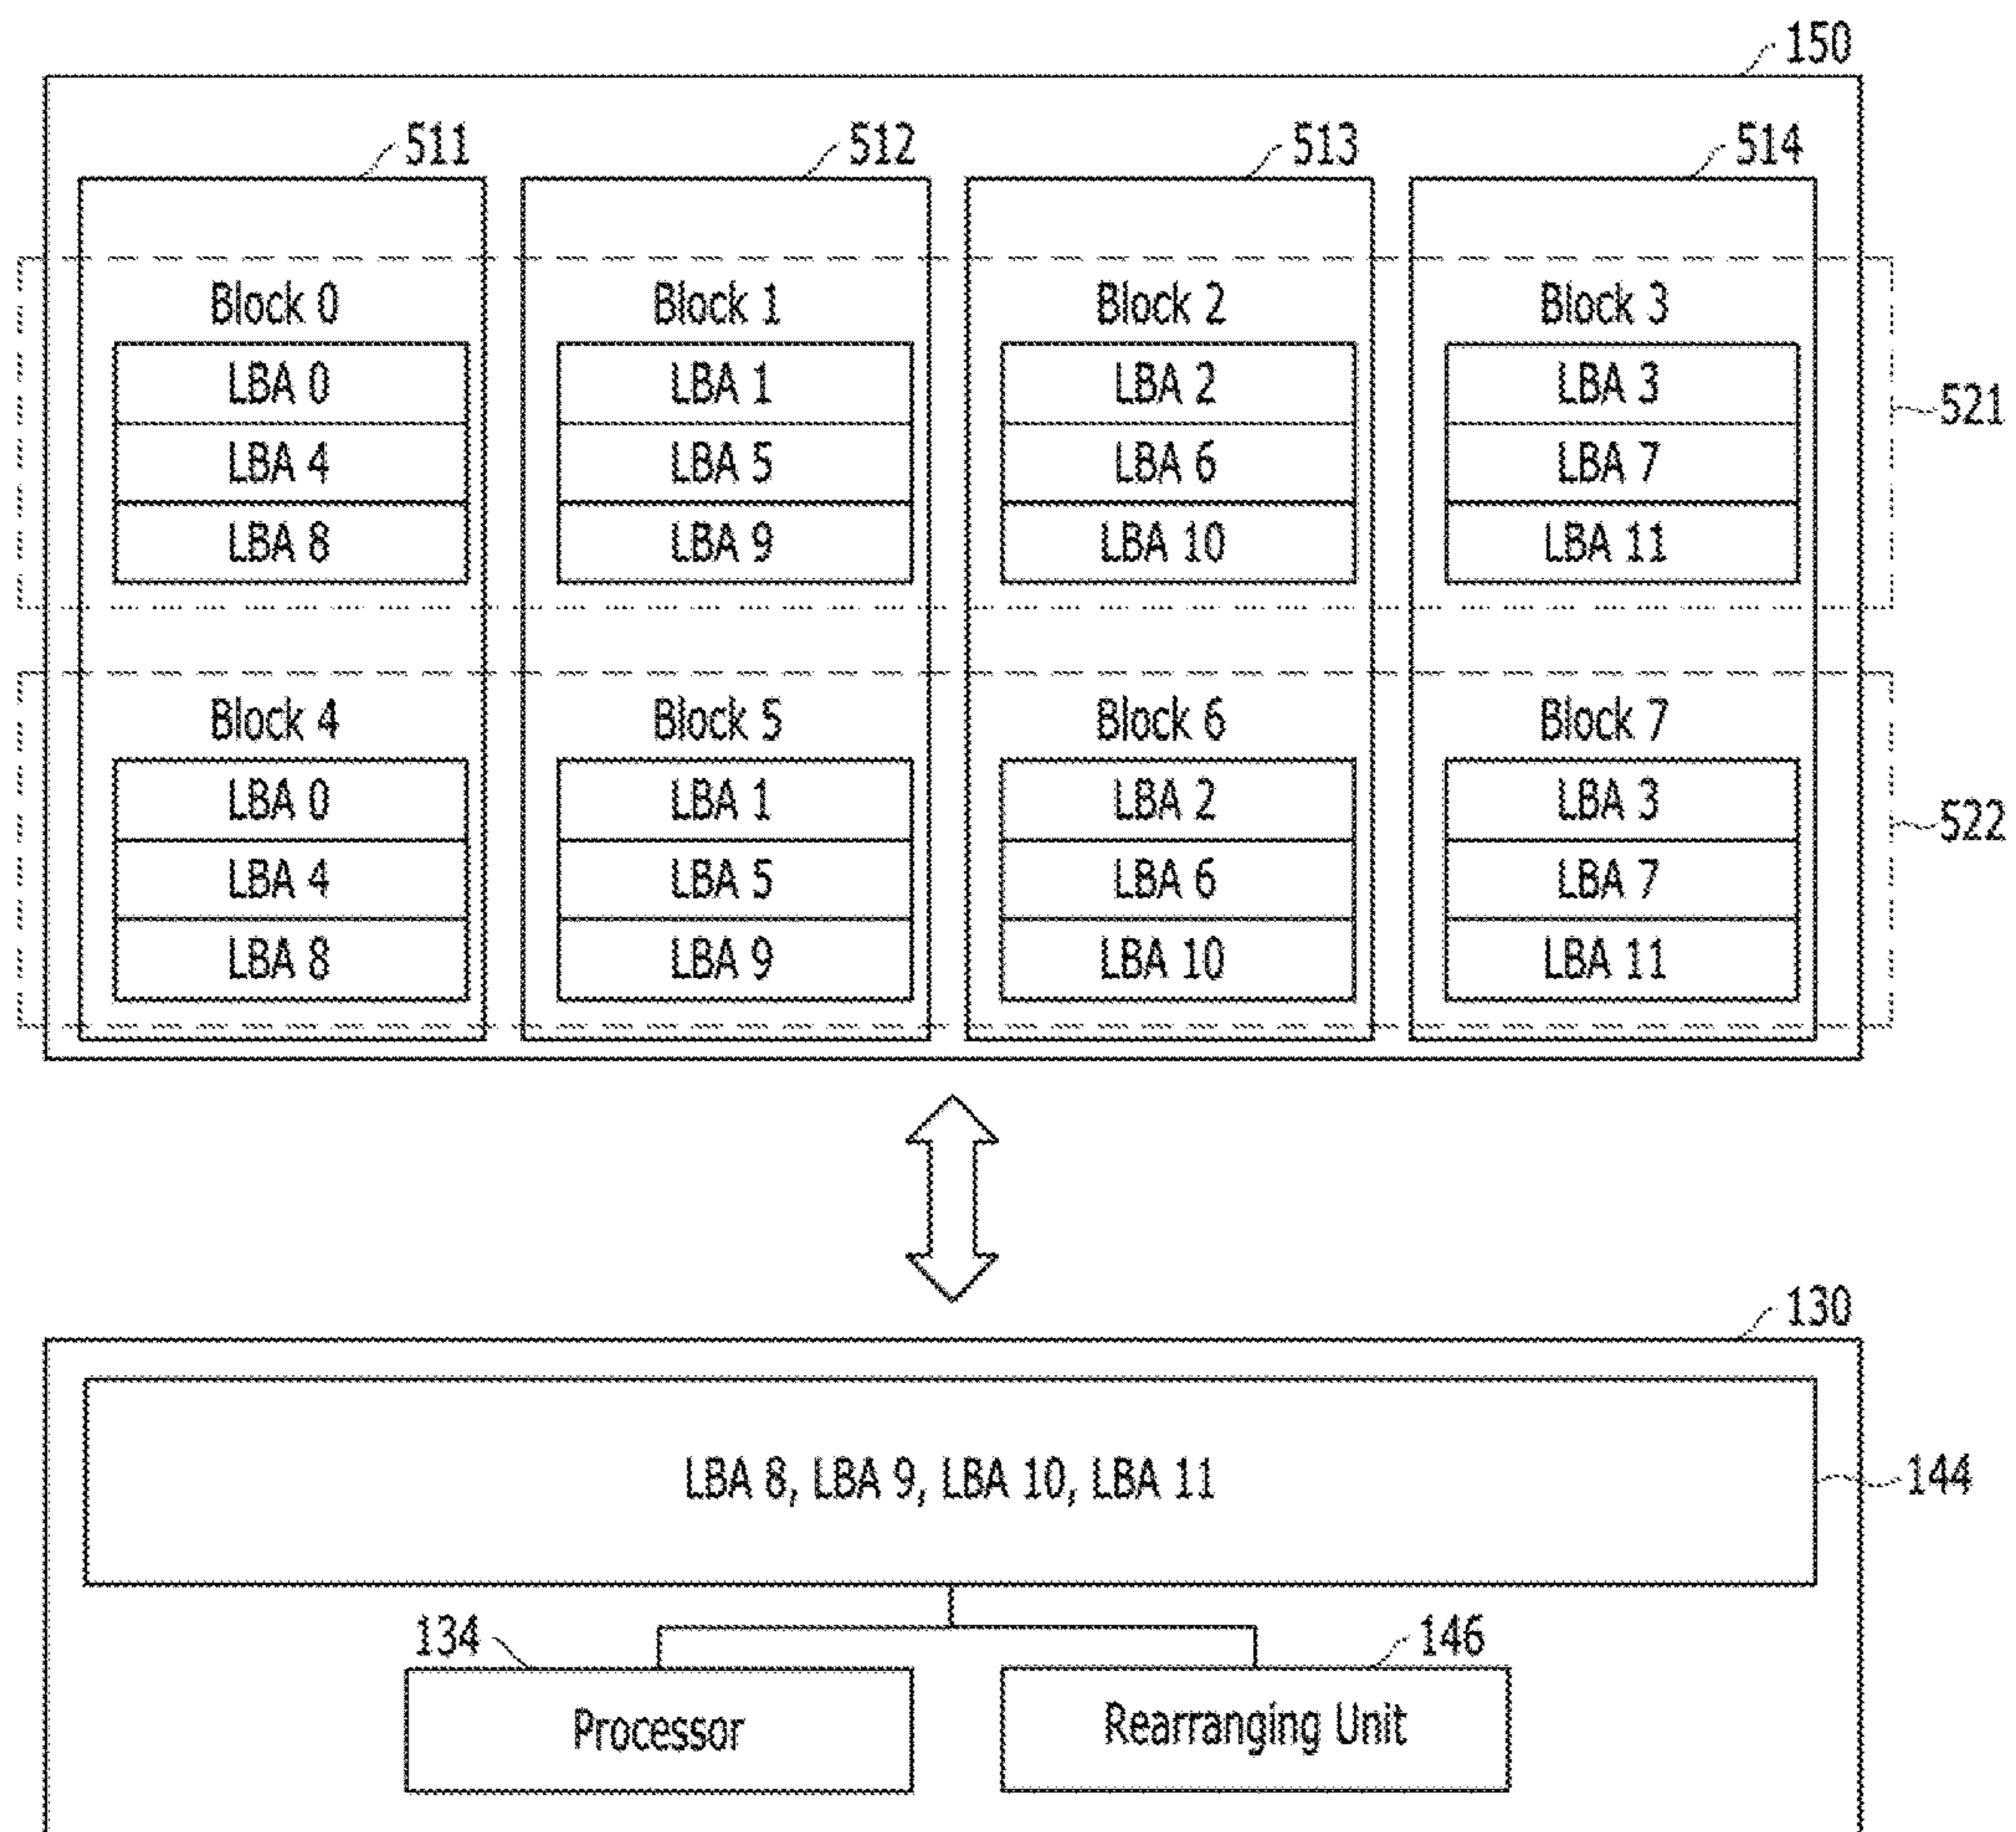 150
511 512 513 514
Block 0 Block 1 Block 2 Block 3
LBA 0 LBA 1 LBA 2 LBA 3
521
LBA 4 LBA 5 LBA 6 LBA 7
LBA 8 LBA 9 LBA 10 LBA 11
Block 4 Block 5 Block 6 Block 7
LBA 0 LBA 1 LBA 2 LBA 3
522
LBA 4 LBA 5 LBA 6 LBA 7
LBA 8 LBA 9 LBA 10 LBA 11
130
LBA 8, LBA 9, LBA 10, LBA 11
144
134 146
Processor Rearranging Unit